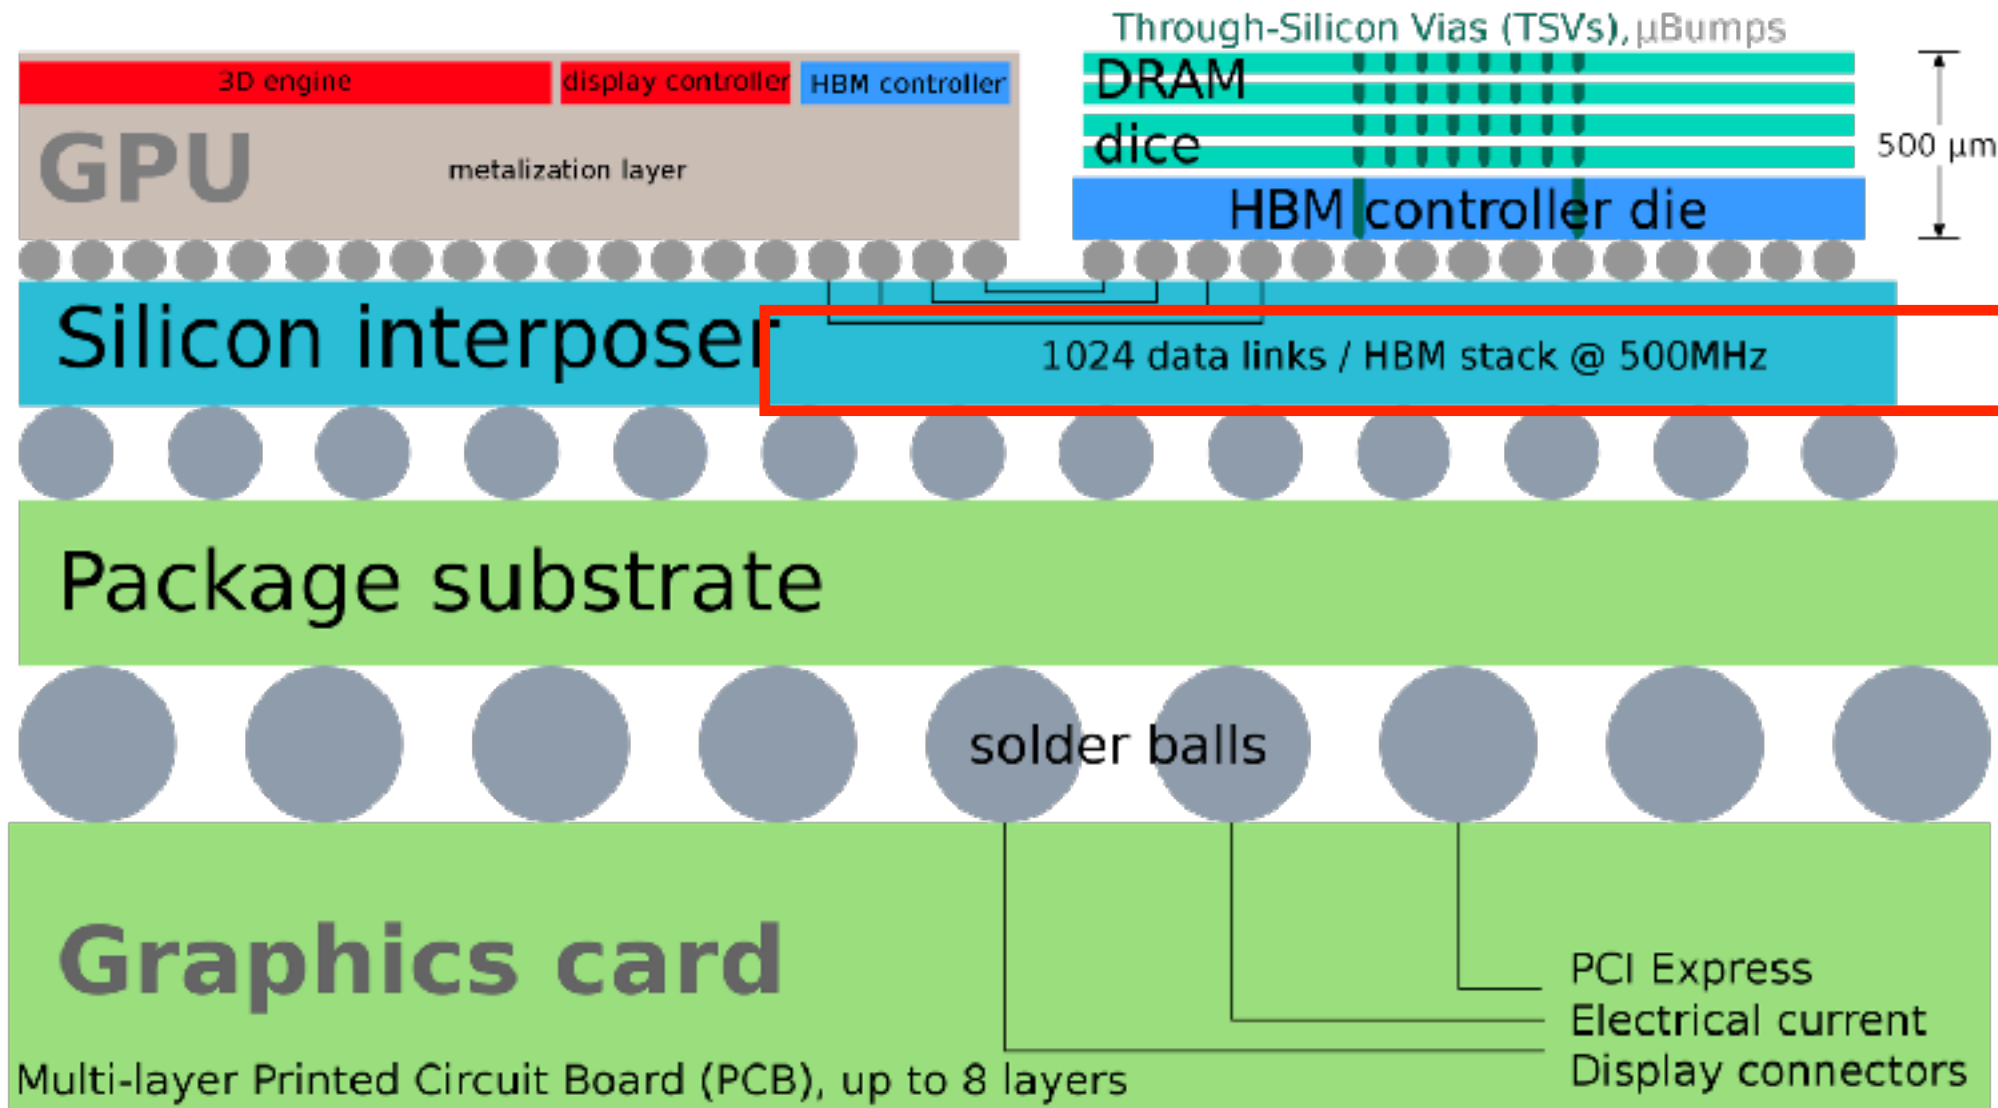 Through-Silicon Vias (TSVs), µBumps
3D engine
display controller
HBM controller
GPU
metalization layer
DRAM
dice
500 µm
HBM controller die
Silicon interposer
1024 data links / HBM stack @ 500MHz
Package substrate
solder balls
Graphics card
PCI Express
Electrical current
Display connectors
Multi-layer Printed Circuit Board (PCB), up to 8 layers